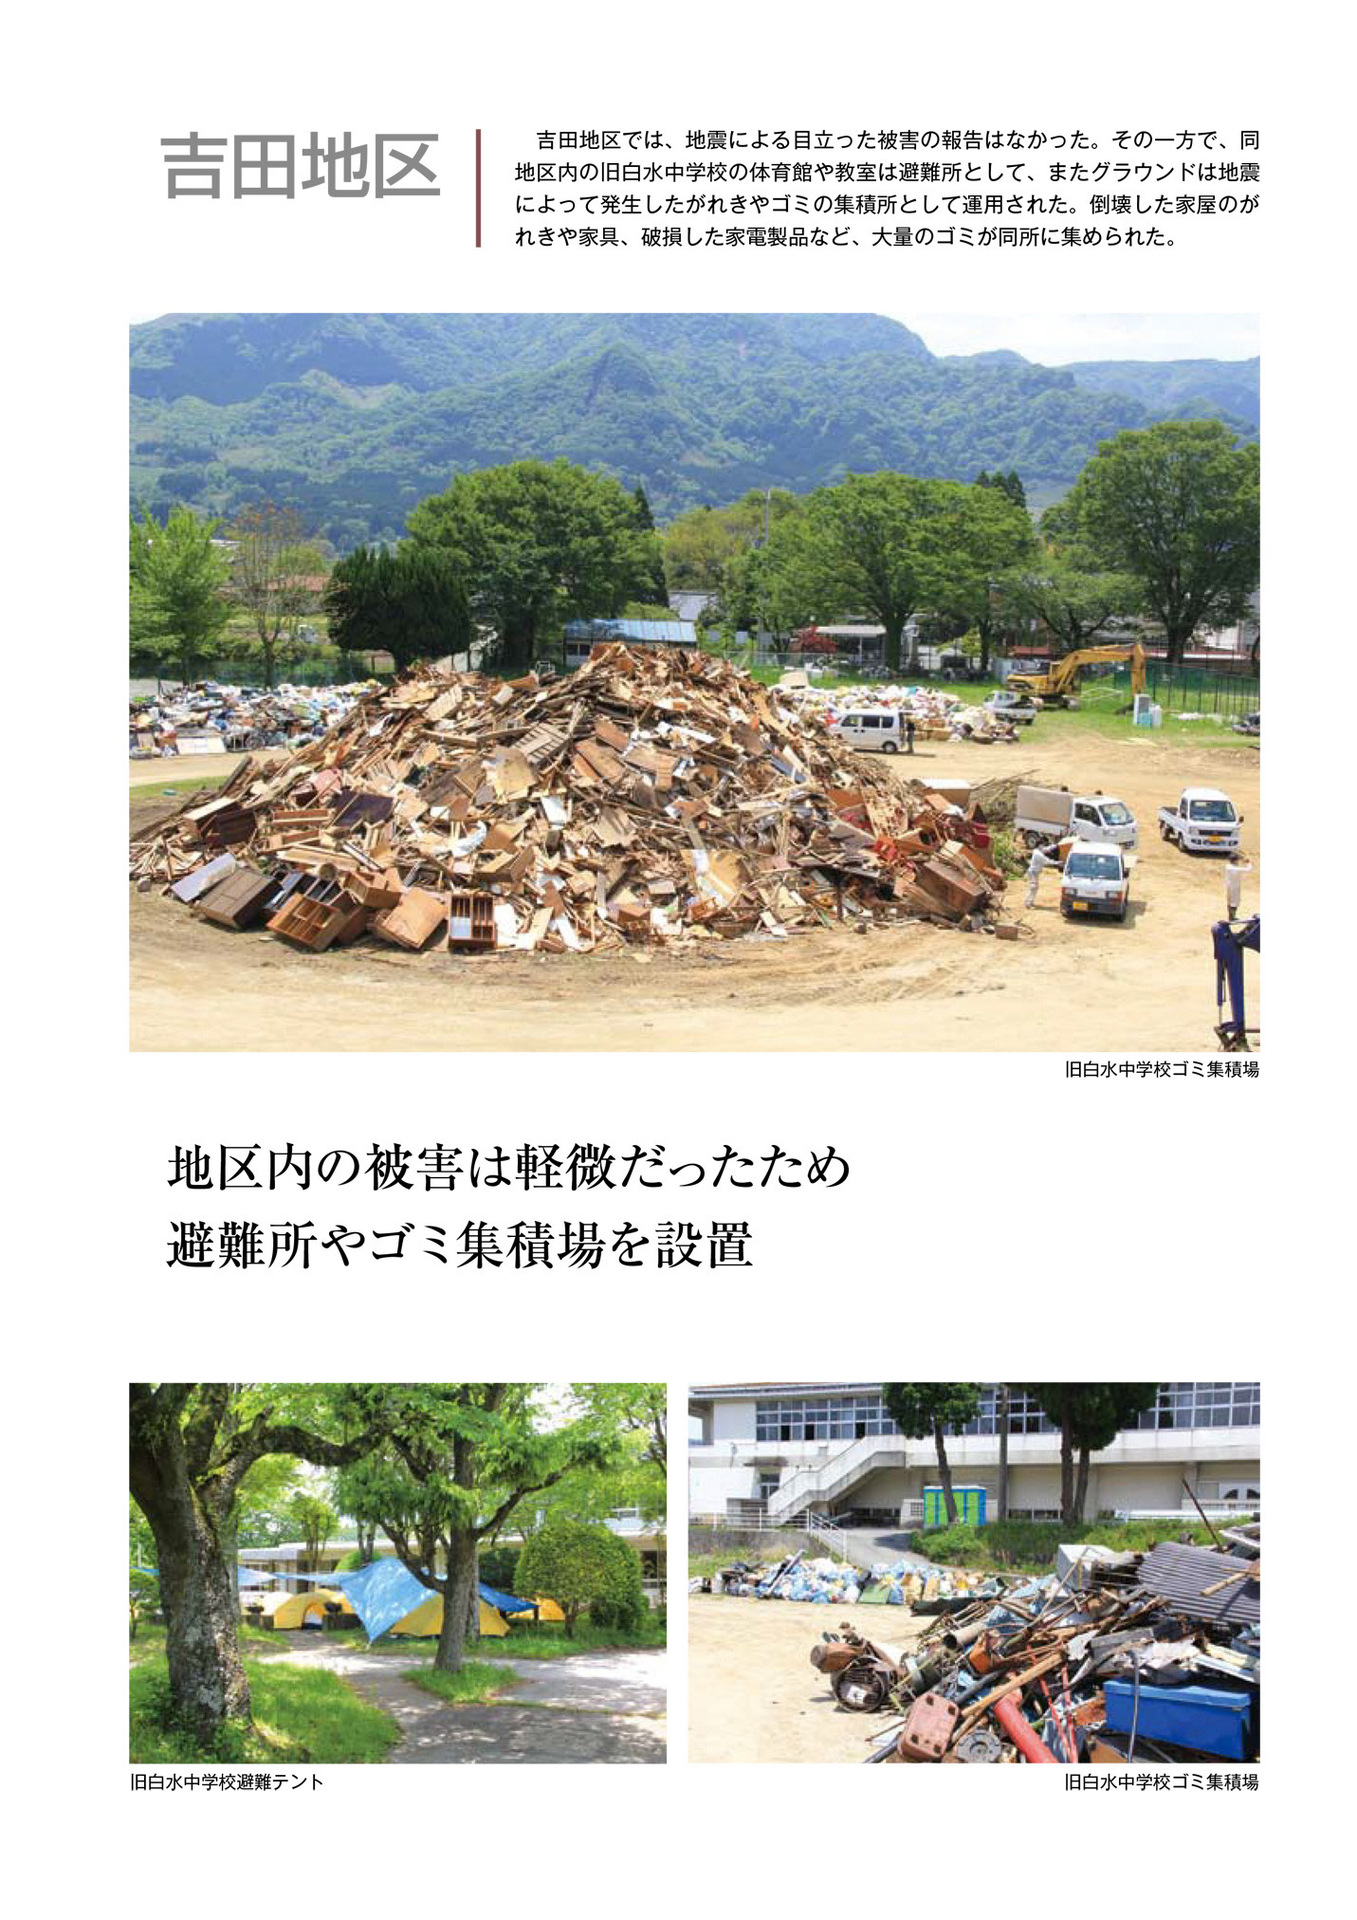 吉田地区
吉田地区では、地震による目立った被害の報告はなかった。その一方で、同
地区内の旧白水中学校の体育館や教室は避難所として、またグラウンドは地震
によって発生したがれきやゴミの集積所として運用された。倒壊した家屋のが
れきや家具、破損した家電製品など、大量のゴミが同所に集められた。
旧白水中学校ゴミ集積場
地区内の被害は軽微だったため
避難所やゴミ集積場を設置
旧白水中学校避難テント
旧白水中学校ゴミ集積場